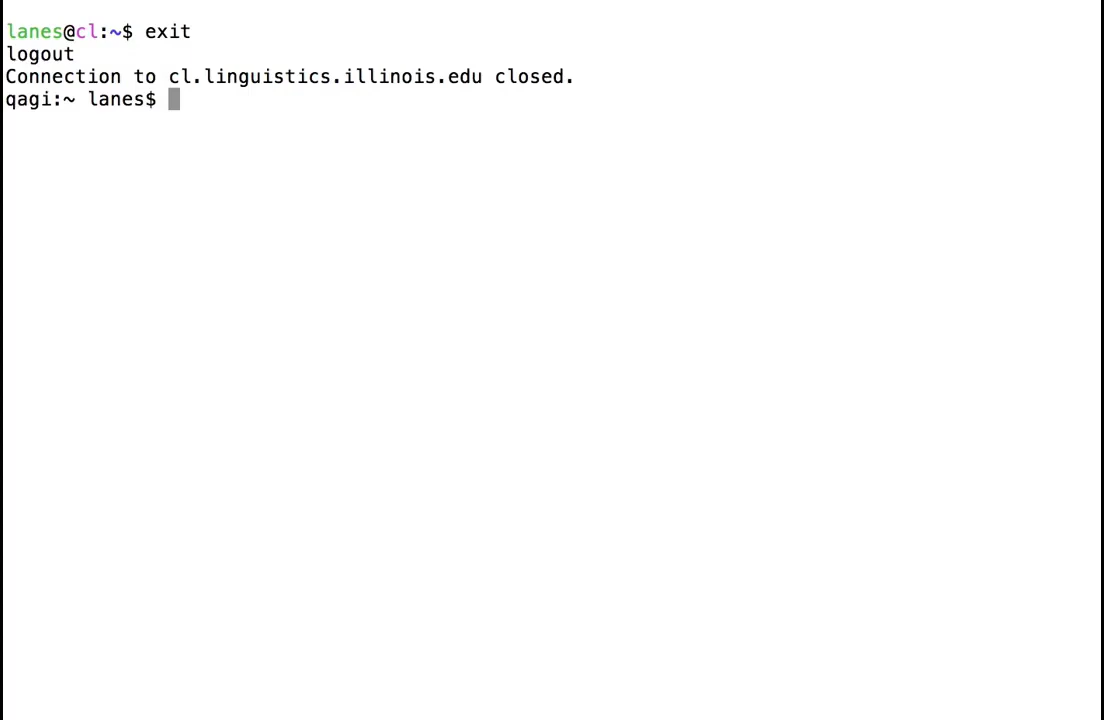 lanes@cl:~$ exit
logout
Connection to cl.linguistics.illinois.edu closed.
qagi:~ lanes$